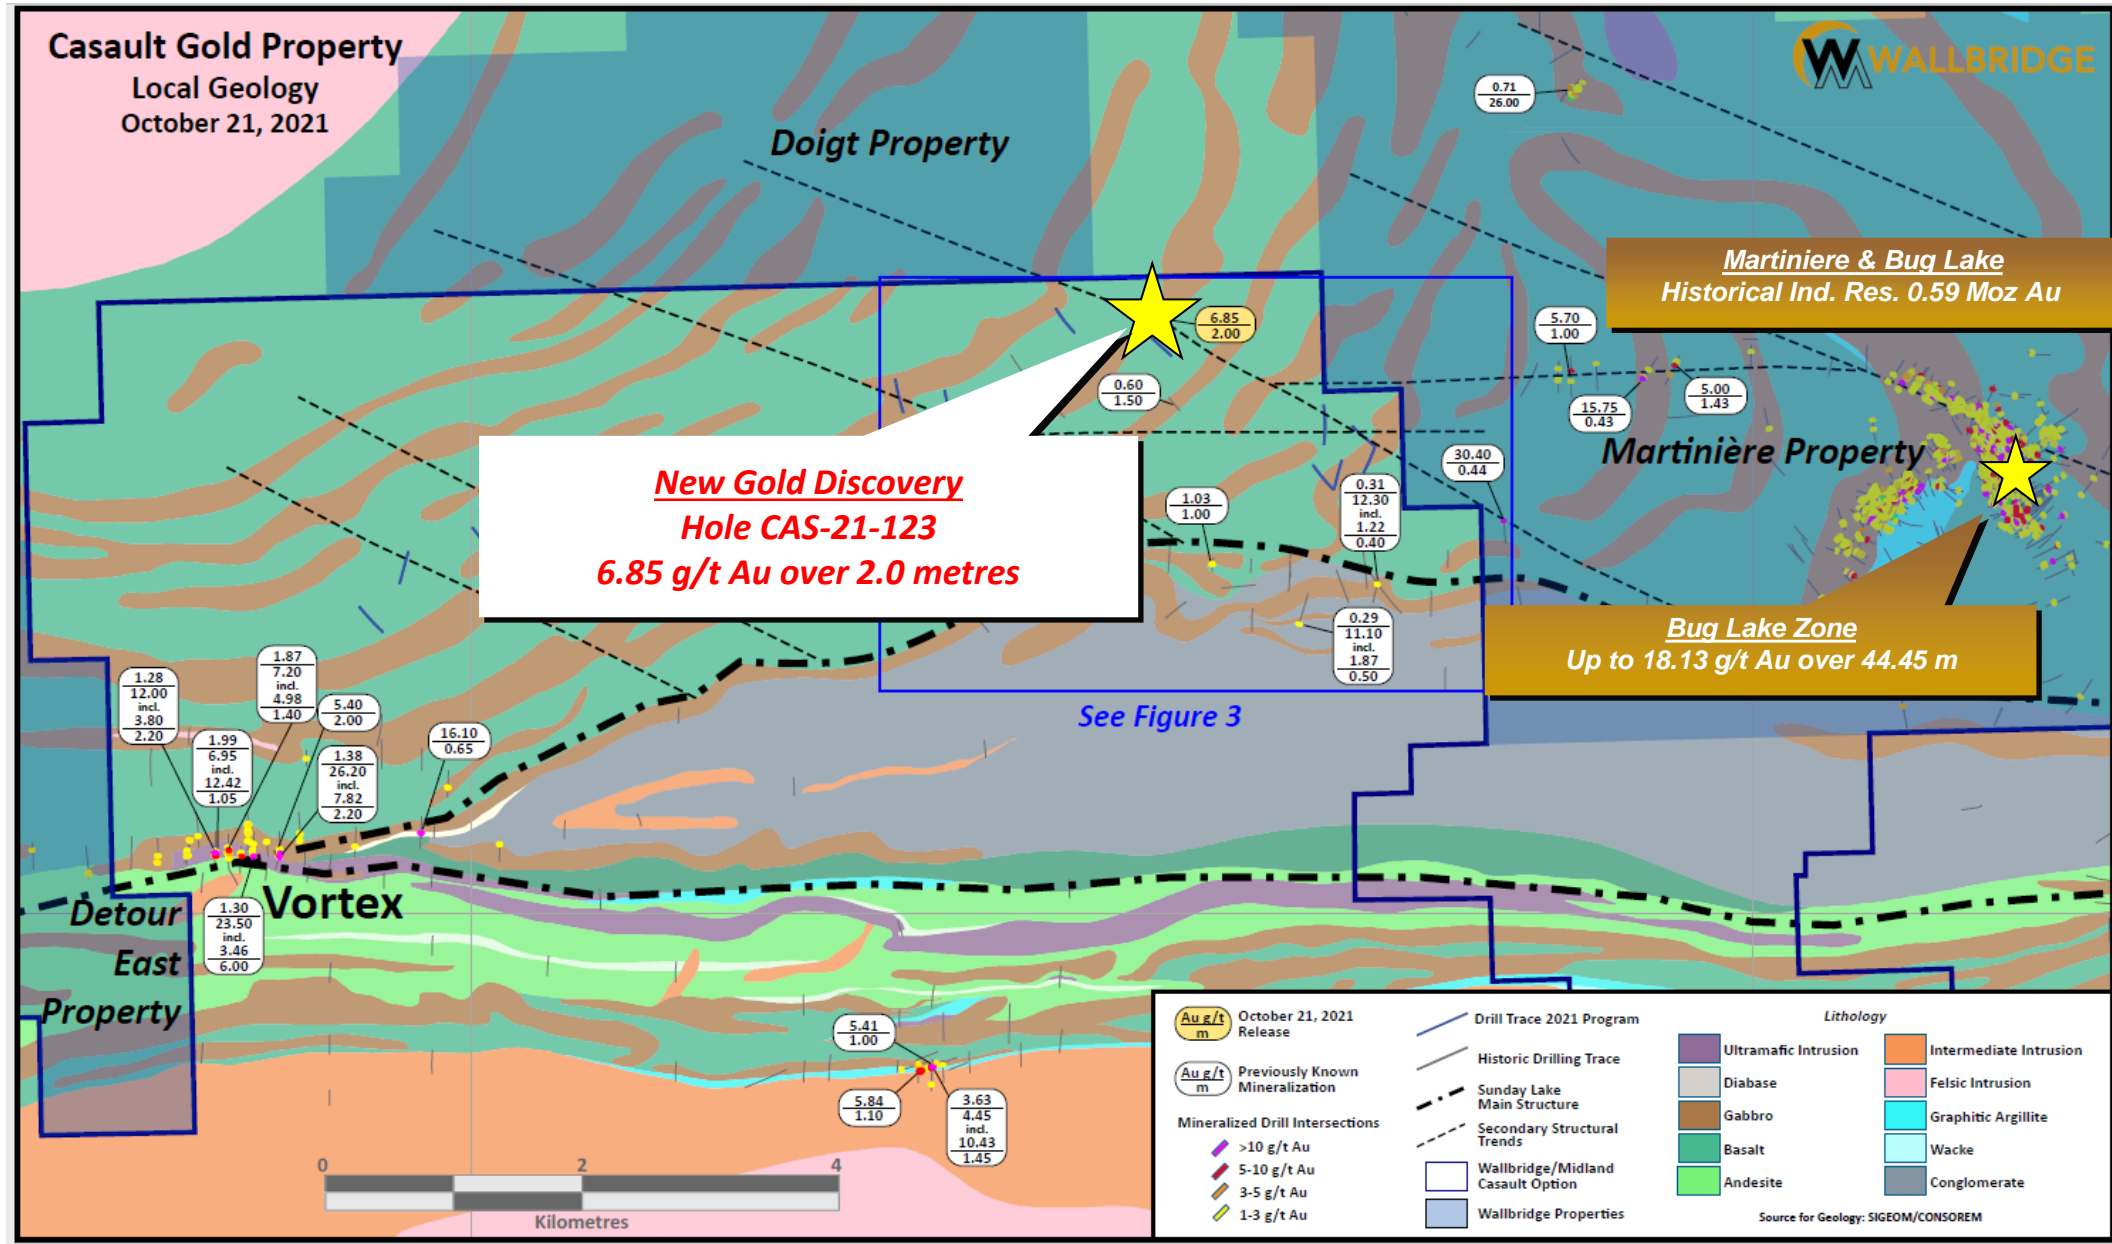 Casault Gold Property
Local Geology
October 21, 2021
WALLBRIDGE
Doigt Property
0.71
26.00
Martiniere & Bug Lake
Historical Ind. Res. 0.59 Moz Au
6.85
2.00
5.70
1.00
0.60
1.50
15.75
0.43
5.00
1.43
Martinière Property
New Gold Discovery
Hole CAS-21-123
6.85 g/t Au over 2.0 metres
30.40
0.44
1.03
1.00
0.31
12.30
incl.
1.22
0.40
0.29
11.10
incl.
1.87
0.50
Bug Lake Zone
Up to 18.13 g/t Au over 44.45 m
See Figure 3
1.28
12.00
incl.
3.80
2.20
1.87
7.20
incl.
4.98
1.40
5.40
2.00
1.99
6.95
incl.
12.42
1.05
1.38
26.20
incl.
7.82
2.20
16.10
0.65
Vortex
Detour
East
Property
1.30
23.50
incl.
3.46
6.00
5.41
1.00
5.84
1.10
3.63
4.45
incl.
10.43
1.45
0 2 4
Kilometres
Au g/t
m
October 21, 2021
Release
Au g/t
m
Previously Known
Mineralization
Mineralized Drill Intersections
>10 g/t Au
5-10 g/t Au
3-5 g/t Au
1-3 g/t Au
Drill Trace 2021 Program
Historic Drilling Trace
Sunday Lake
Main Structure
Secondary Structural
Trends
Wallbridge/Midland
Casault Option
Wallbridge Properties
Lithology
Ultramafic Intrusion
Diabase
Gabbro
Basalt
Andesite
Intermediate Intrusion
Felsic Intrusion
Graphitic Argillite
Wacke
Conglomerate
Source for Geology: SIGEOM/CONSOREM